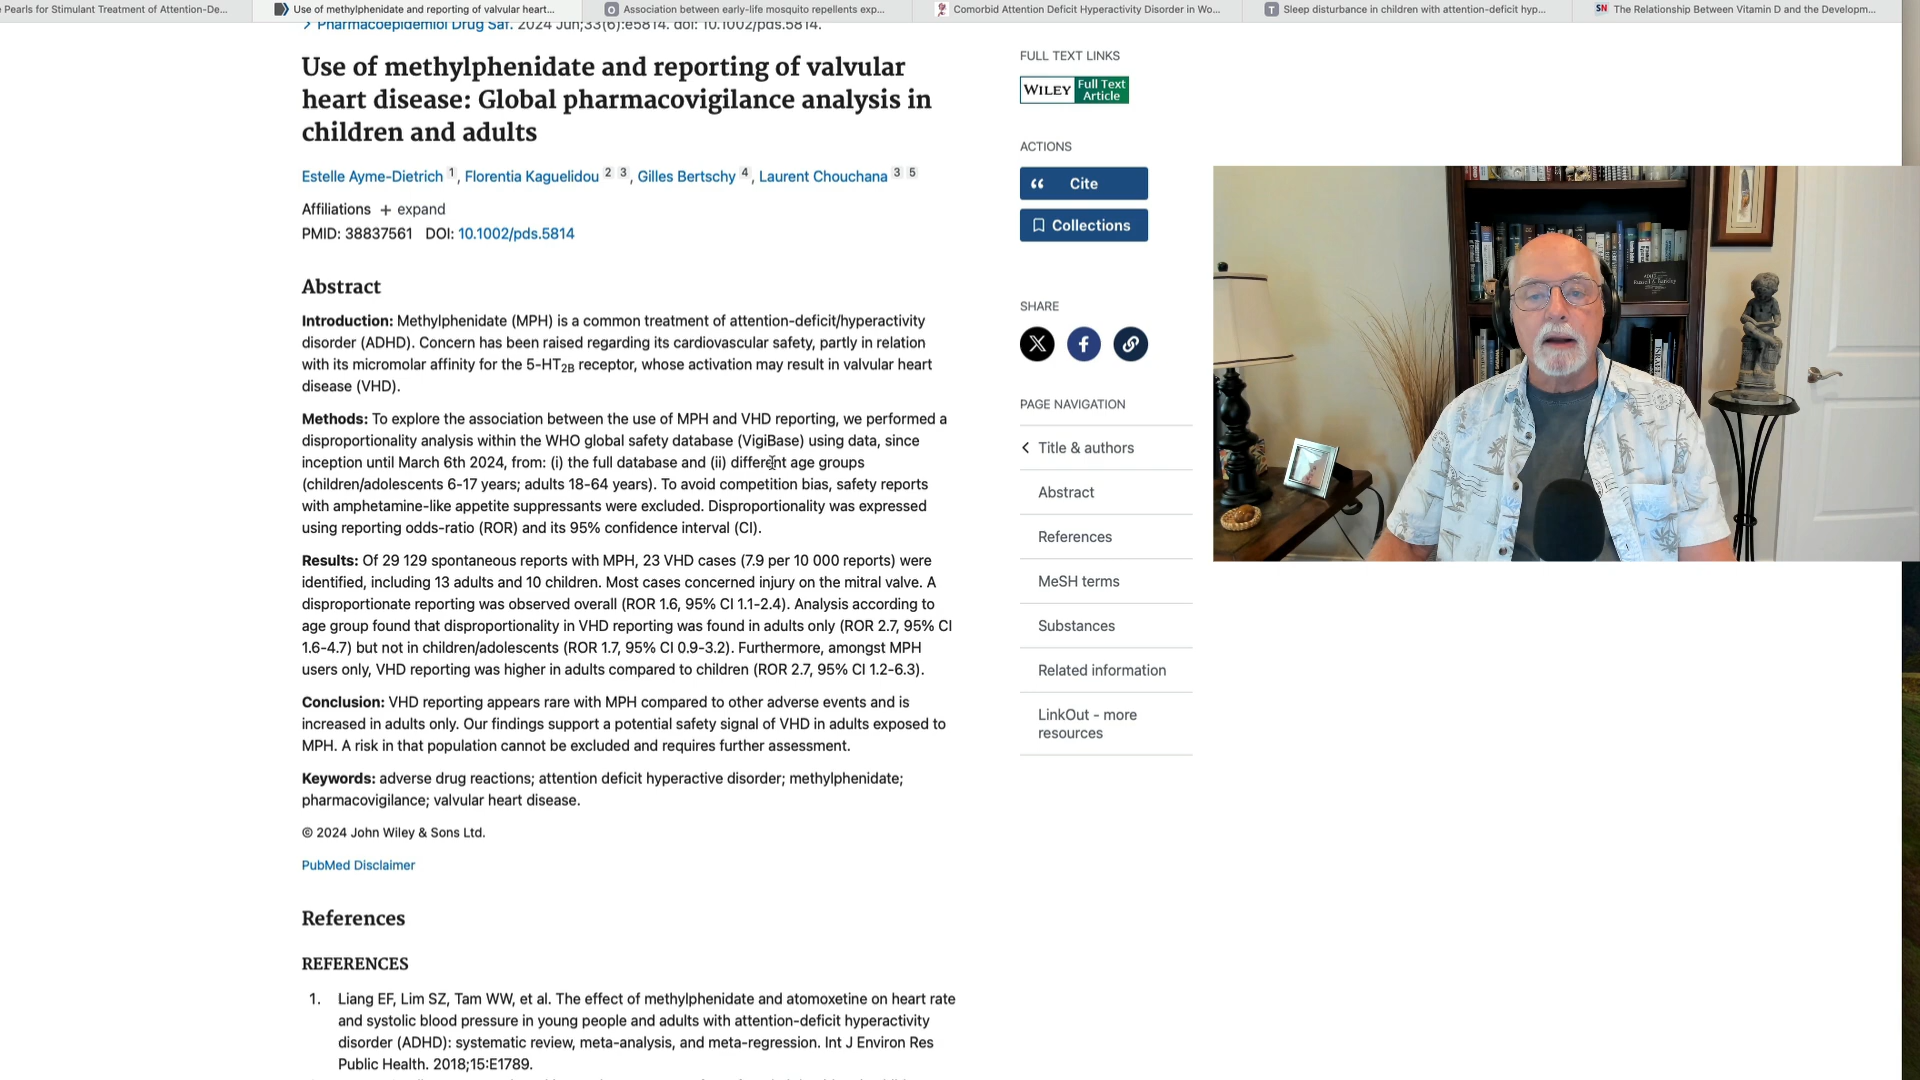 Pearls for Stimulant Treatment of Attention-De...
Use of methylphenidate and reporting of valvular heart...
Association between early-life mosquito repellents exp...
Comorbid Attention Deficit Hyperactivity Disorder in Wo...
Sleep disturbance in children with attention-deficit hyp...
SN The Relationship Between Vitamin D and the Developm...
Pharmacoepidemiol Drug Saf. 2024 Jun;33(6):e5814. doi: 10.1002/pds.5814.
Use of methylphenidate and reporting of valvular
heart disease: Global pharmacovigilance analysis in
children and adults
Estelle Ayme-Dietrich 1, Florentia Kaguelidou 2 3, Gilles Bertschy 4, Laurent Chouchana 3 5
Affiliations + expand
PMID: 38837561 DOI: 10.1002/pds.5814
Abstract
Introduction: Methylphenidate (MPH) is a common treatment of attention-deficit/hyperactivity
disorder (ADHD). Concern has been raised regarding its cardiovascular safety, partly in relation
with its micromolar affinity for the 5-HT2B receptor, whose activation may result in valvular heart
disease (VHD).
Methods: To explore the association between the use of MPH and VHD reporting, we performed a
disproportionality analysis within the WHO global safety database (VigiBase) using data, since
inception until March 6th 2024, from: (i) the full database and (ii) different age groups
(children/adolescents 6-17 years; adults 18-64 years). To avoid competition bias, safety reports
with amphetamine-like appetite suppressants were excluded. Disproportionality was expressed
using reporting odds-ratio (ROR) and its 95% confidence interval (CI).
Results: Of 29 129 spontaneous reports with MPH, 23 VHD cases (7.9 per 10 000 reports) were
identified, including 13 adults and 10 children. Most cases concerned injury on the mitral valve. A
disproportionate reporting was observed overall (ROR 1.6, 95% CI 1.1-2.4). Analysis according to
age group found that disproportionality in VHD reporting was found in adults only (ROR 2.7, 95% CI
1.6-4.7) but not in children/adolescents (ROR 1.7, 95% CI 0.9-3.2). Furthermore, amongst MPH
users only, VHD reporting was higher in adults compared to children (ROR 2.7, 95% CI 1.2-6.3).
Conclusion: VHD reporting appears rare with MPH compared to other adverse events and is
increased in adults only. Our findings support a potential safety signal of VHD in adults exposed to
MPH. A risk in that population cannot be excluded and requires further assessment.
Keywords: adverse drug reactions; attention deficit hyperactive disorder; methylphenidate;
pharmacovigilance; valvular heart disease.
© 2024 John Wiley & Sons Ltd.
PubMed Disclaimer
References
REFERENCES
1. Liang EF, Lim SZ, Tam WW, et al. The effect of methylphenidate and atomoxetine on heart rate
and systolic blood pressure in young people and adults with attention-deficit hyperactivity
disorder (ADHD): systematic review, meta-analysis, and meta-regression. Int J Environ Res
Public Health. 2018;15:E1789.
FULL TEXT LINKS
WILEY Full Text
Article
ACTIONS
Cite
Collections
SHARE
PAGE NAVIGATION
Title & authors
Abstract
References
MeSH terms
Substances
Related information
LinkOut - more
resources